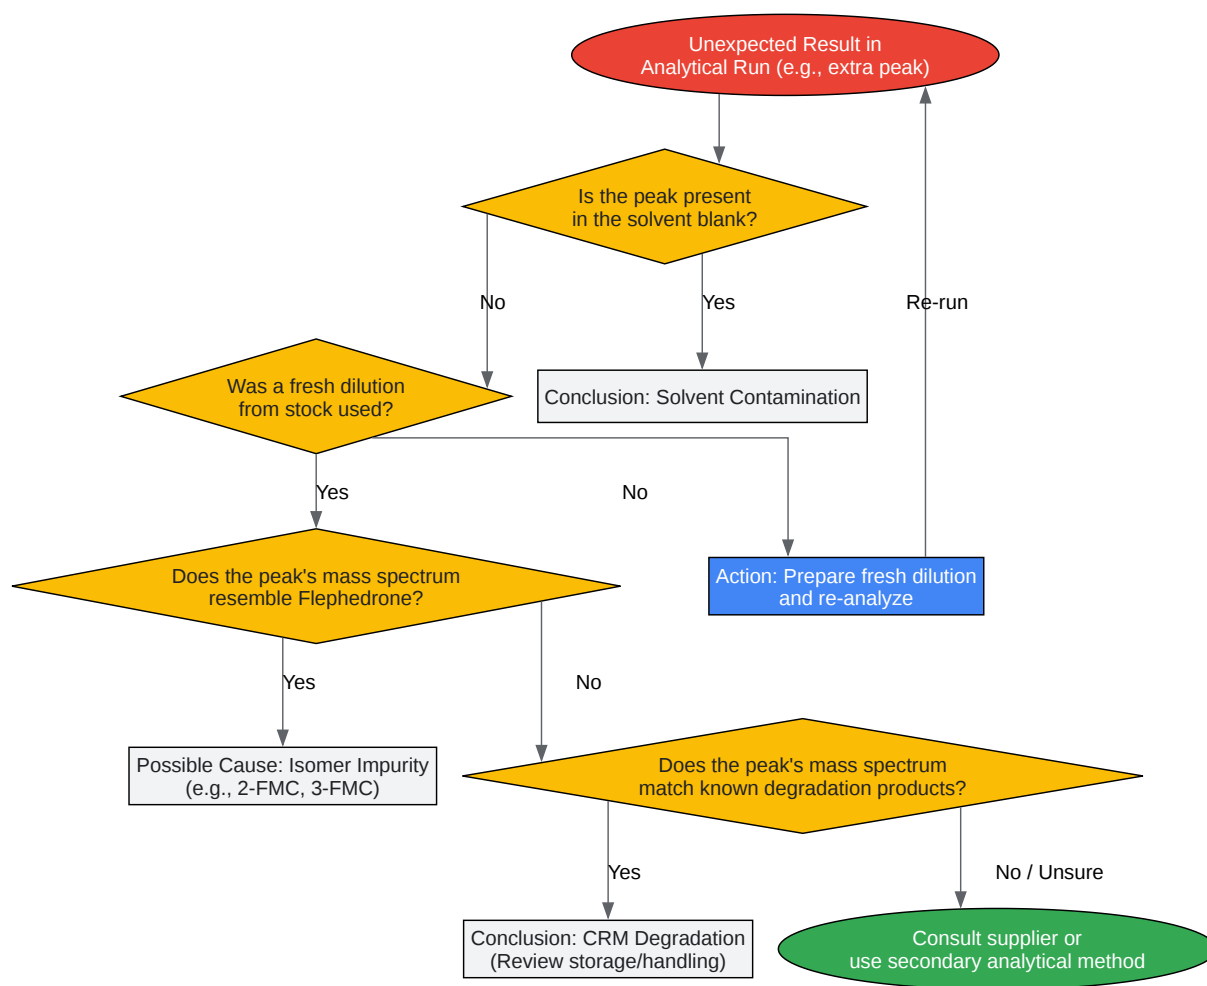 Unexpected Result in
Analytical Run (e.g., extra peak)
Is the peak present
in the solvent blank?
No
Yes
Re-run
Was a fresh dilution
from stock used?
Conclusion: Solvent Contamination
Yes
No
Does the peak's mass spectrum
resemble Flephedrone?
Action: Prepare fresh dilution
and re-analyze
Yes
No
Possible Cause: Isomer Impurity
(e.g., 2-FMC, 3-FMC)
Does the peak's mass spectrum
match known degradation products?
Yes
No / Unsure
Conclusion: CRM Degradation
(Review storage/handling)
Consult supplier or
use secondary analytical method